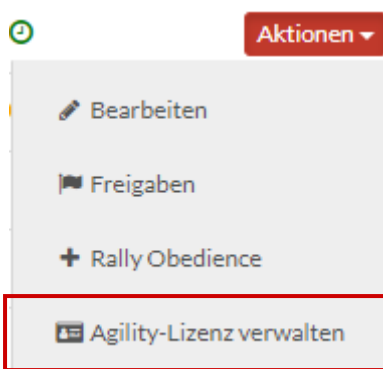 Aktionen
Bearbeiten
Freigaben
Rally Obedience
Agility-Lizenz verwalten